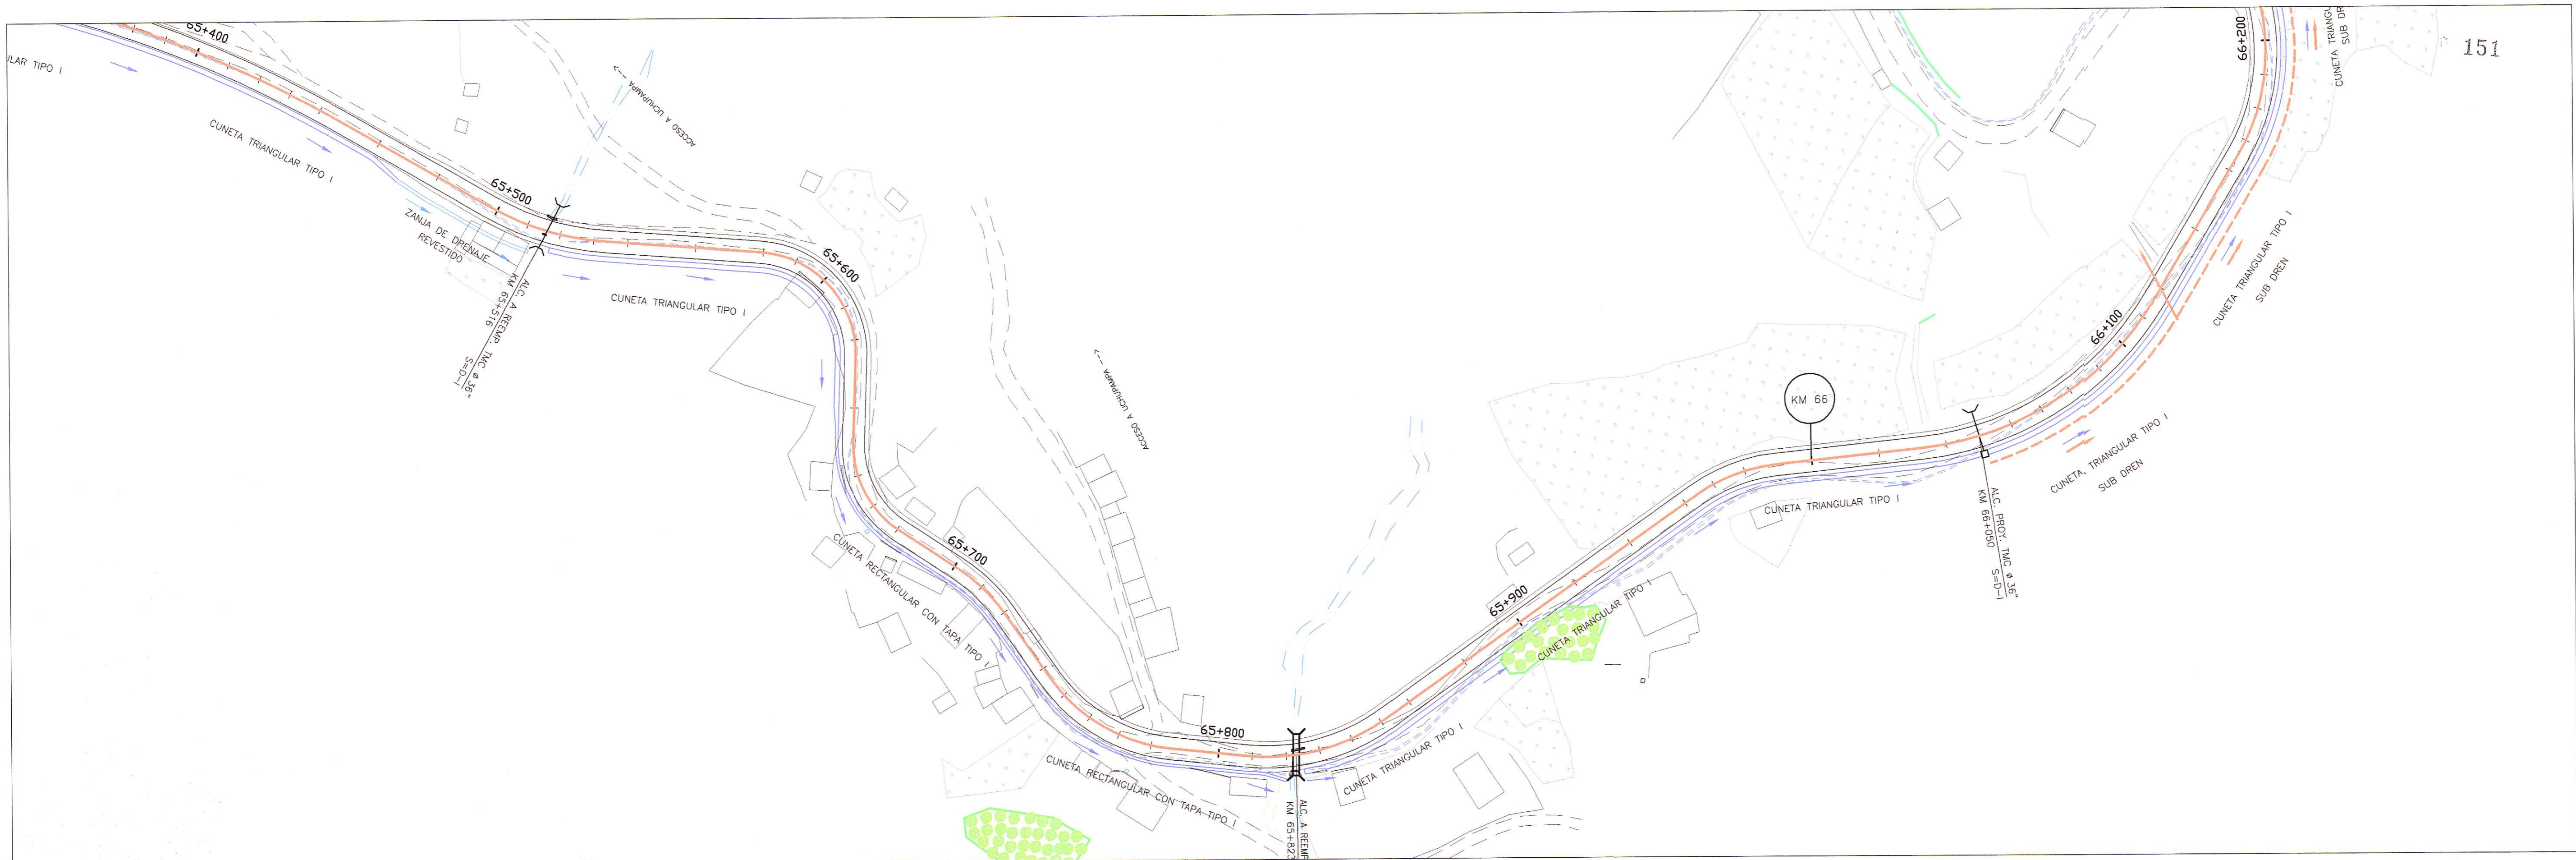 65+400
ULAR TIPO I
CUNETA TRIANGULAR TIPO I
ACCESO A UCHUPAMPA
65+500
ZANJA DE DRENAJE
REVESTIDO
ALC. A REEMP. TMC ø 36"
KM 65+516
S=D-I
CUNETA TRIANGULAR TIPO I
65+600
ACCESO A UCHUPAMPA
CUNETA RECTANGULAR CON TAPA TIPO I
65+700
CUNETA RECTANGULAR CON TAPA TIPO I
65+800
ALC. A REEMP
KM 65+823
CUNETA TRIANGULAR TIPO I
65+900
CUNETA TRIANGULAR TIPO I
KM 66
CUNETA TRIANGULAR TIPO I
ALC. PROY. TMC ø 36"
KM 66+050 S=D-I
CUNETA TRIANGULAR TIPO I
SUB DREN
66+100
CUNETA TRIANGULAR TIPO I
SUB DREN
66+200
CUNETA TRIANGU
SUB DR
151